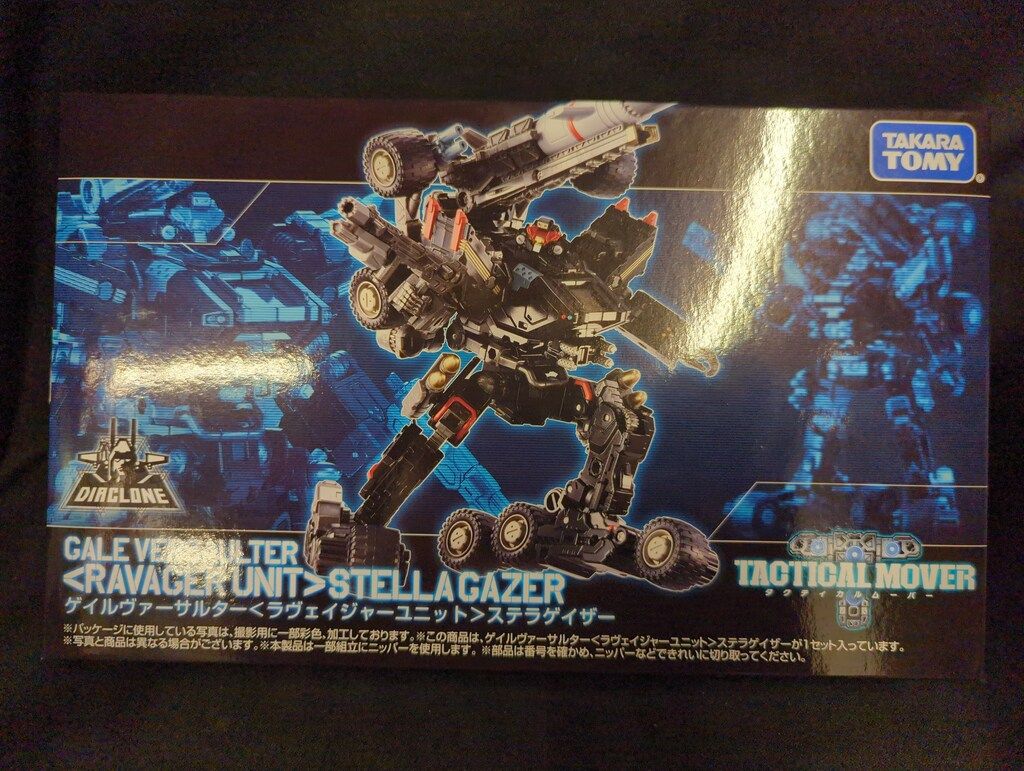 TAKARA
TOMY
®
DIACLONE
GALE VERSAULTER
<RAVAGER UNIT>STELLAGAZER
ゲイルヴァーサルター<ラヴェイジャーユニット>ステラゲイザー
TACTICAL MOVER
タクティカルムーバー
※パッケージに使用している写真は、撮影用に一部彩色、加工しております。※この商品は、ゲイルヴァーサルター<ラヴェイジャーユニット>ステラゲイザーが1セット入っています。
※写真と商品は異なる場合がございます。※本製品は一部組立にニッパーを使用します。※部品は番号を確かめ、ニッパーなどできれいに切り取ってください。